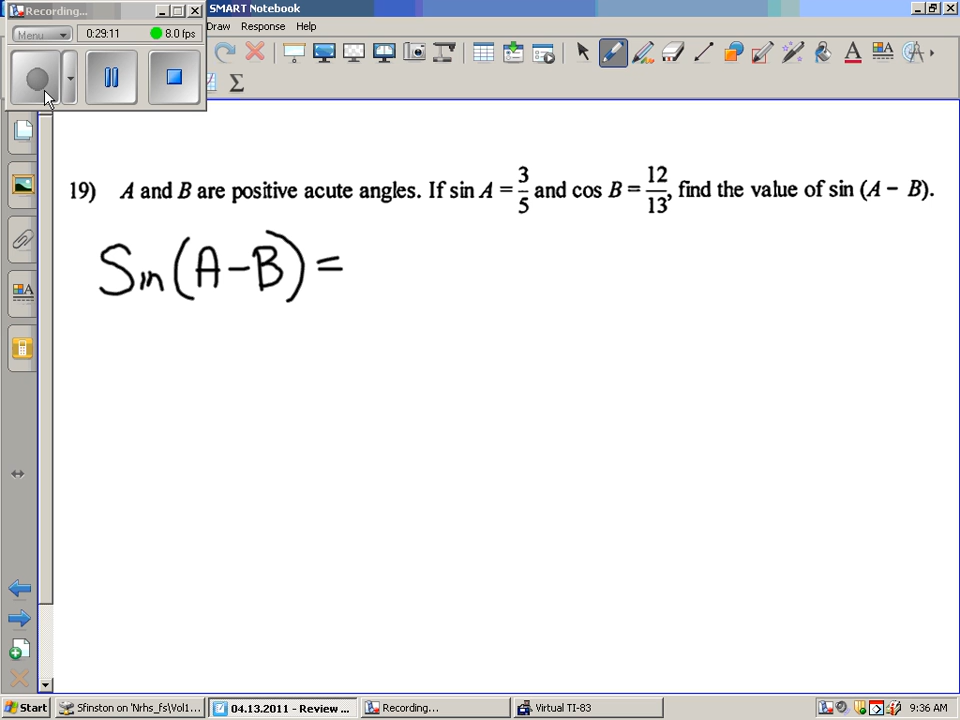 Recording...
SMART Notebook
Menu
0:29:11
8.0 fps
Draw Response Help
19) A and B are positive acute angles. If sin A = 3/5 and cos B = 12/13, find the value of sin (A − B).
Sin(A-B)=
Start
Sfinston on 'Nrhs_fs\Vol1...
04.13.2011 - Review ...
Recording...
Virtual TI-83
9:36 AM